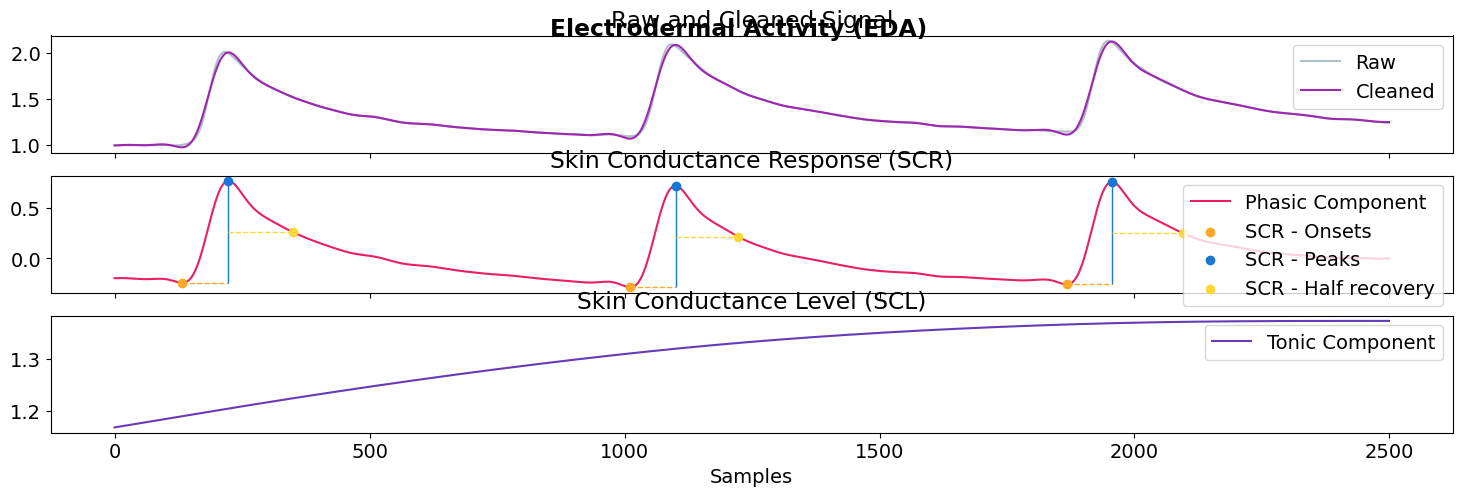 Raw and Cleaned Signal
Electrodermal Activity (EDA)
2.0
1.5
1.0
Raw
Cleaned
Skin Conductance Response (SCR)
0.5
0.0
Phasic Component
SCR - Onsets
SCR - Peaks
SCR - Half recovery
Skin Conductance Level (SCL)
1.3
1.2
Tonic Component
0 500 1000 1500 2000 2500
Samples